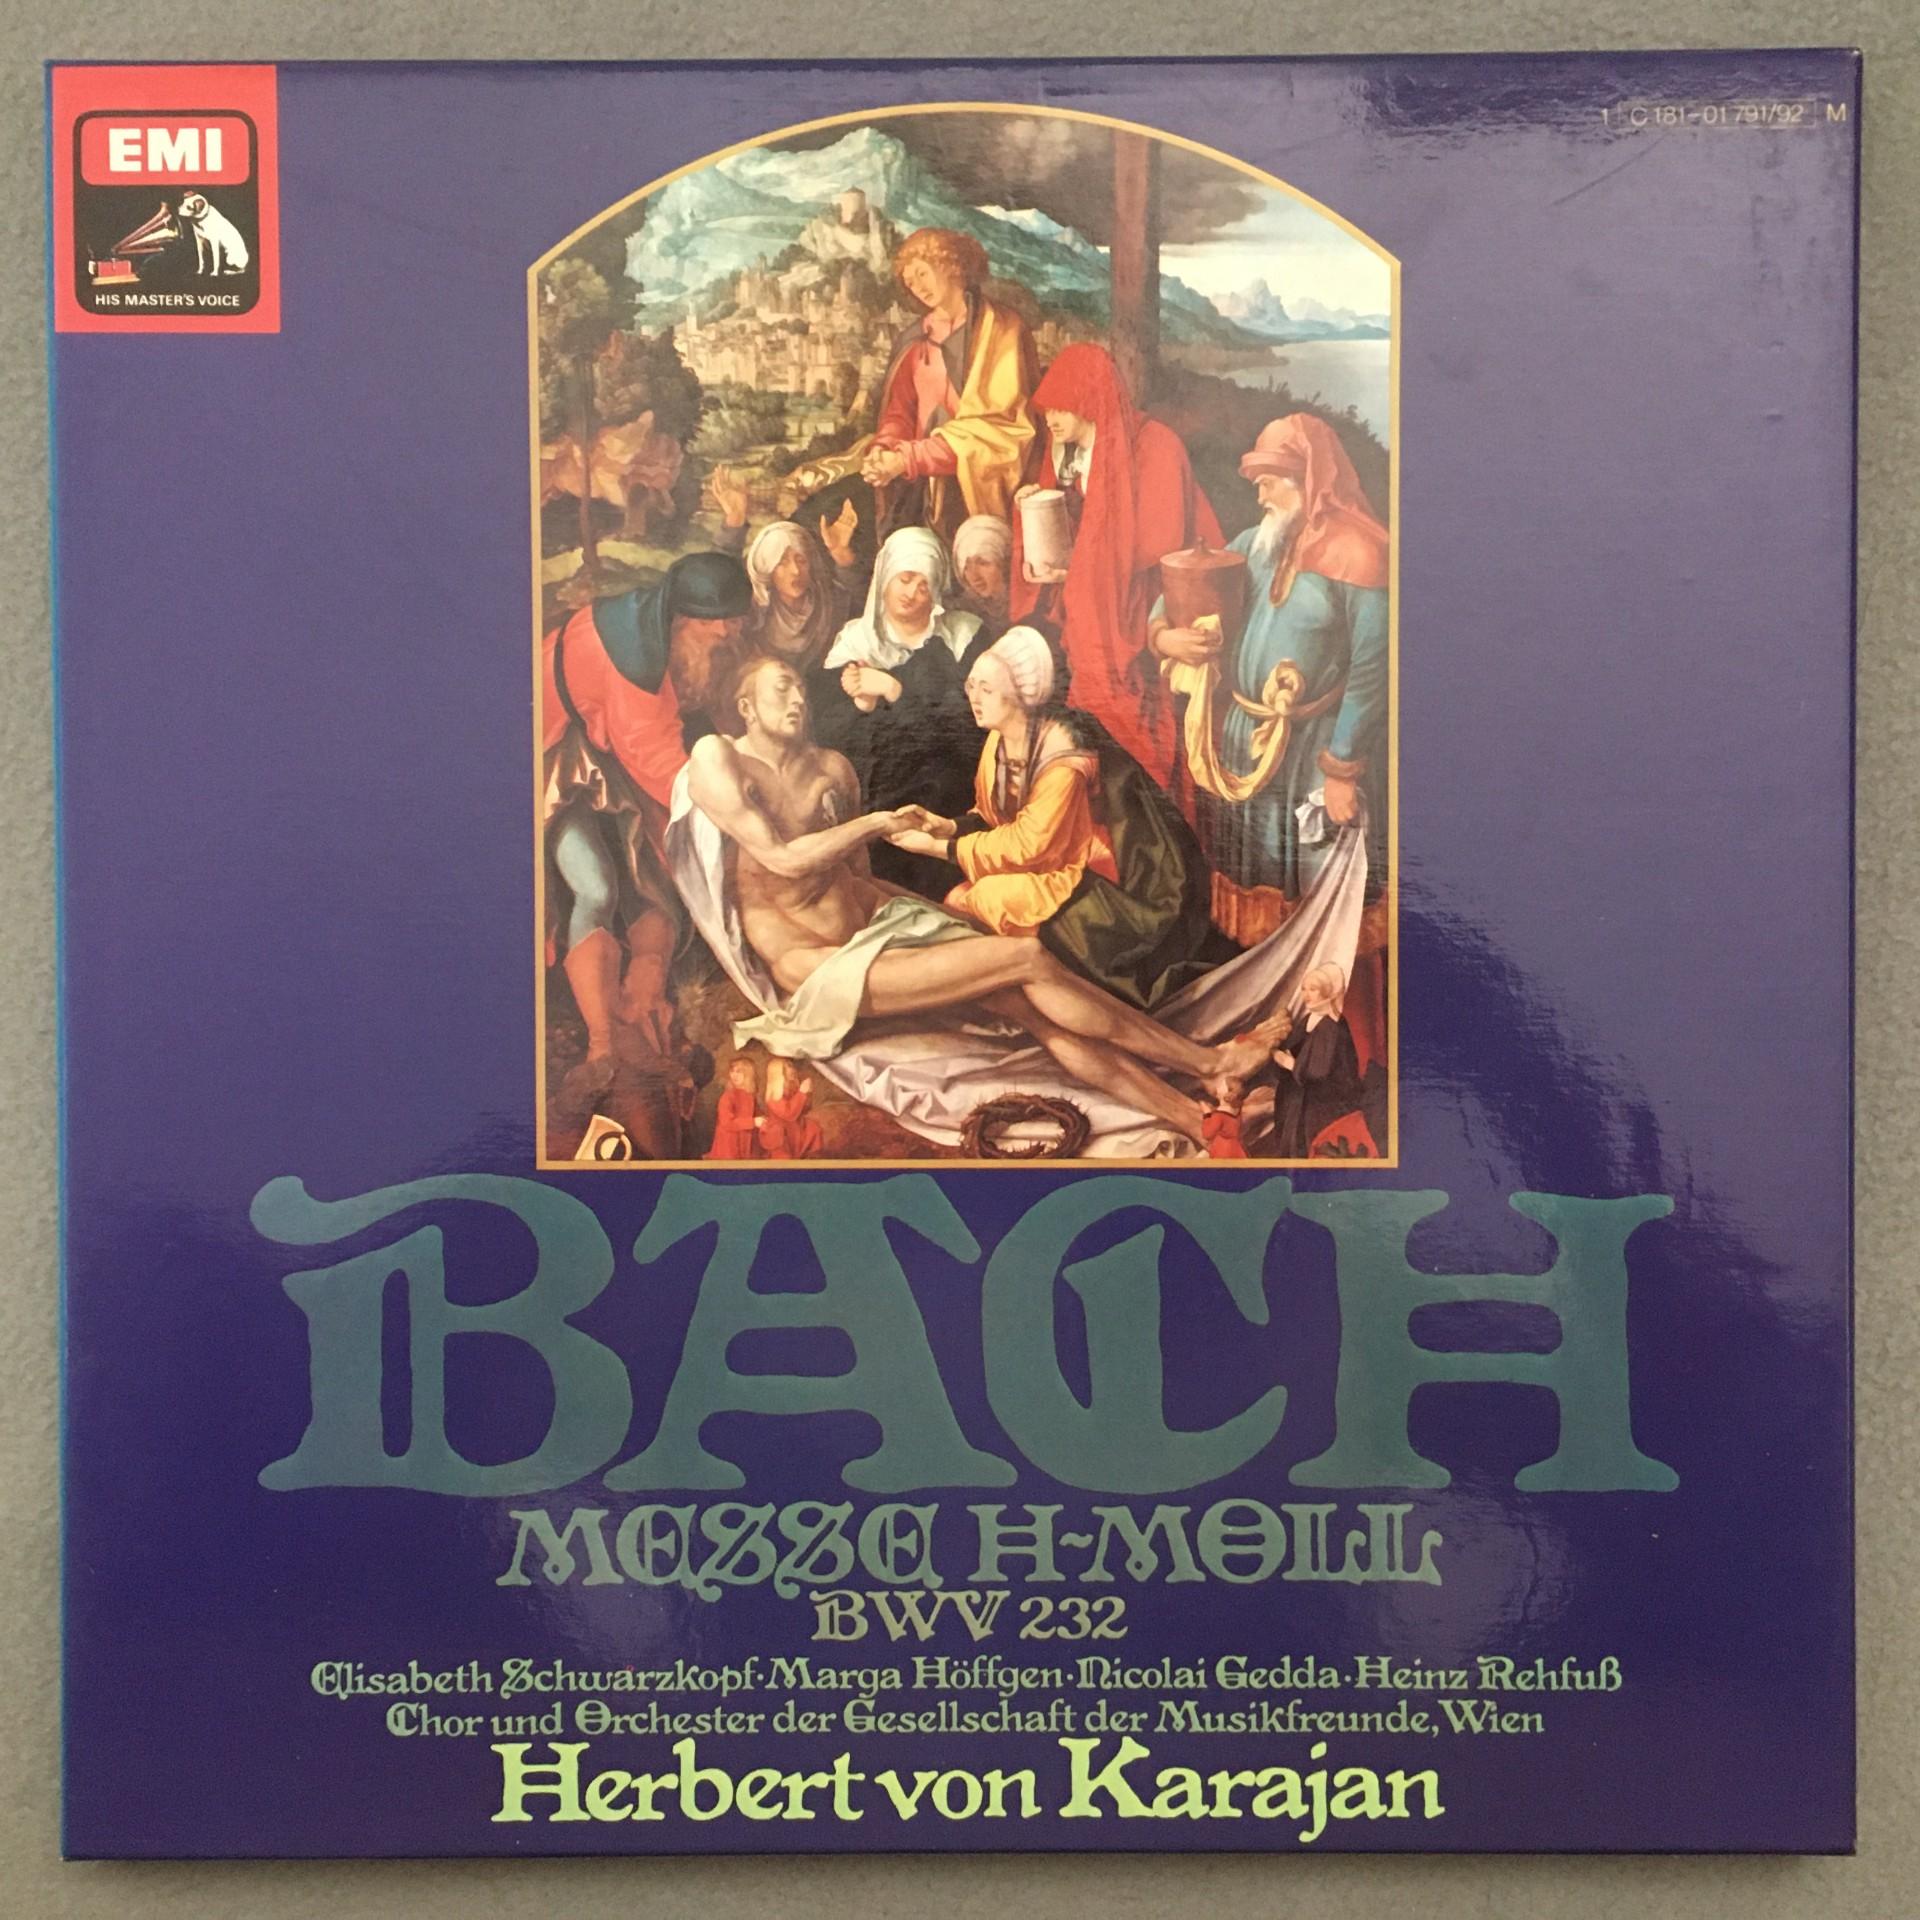 EMI
HIS MASTER'S VOICE
1 C 181-01 791/92 M
BACH
MESSE H-MOLL
BWV 232
Elisabeth Schwarzkopf·Marga Höffgen·Nicolai Gedda·Heinz Rehfuß
Chor und Orchester der Gesellschaft der Musikfreunde, Wien
Herbert von Karajan